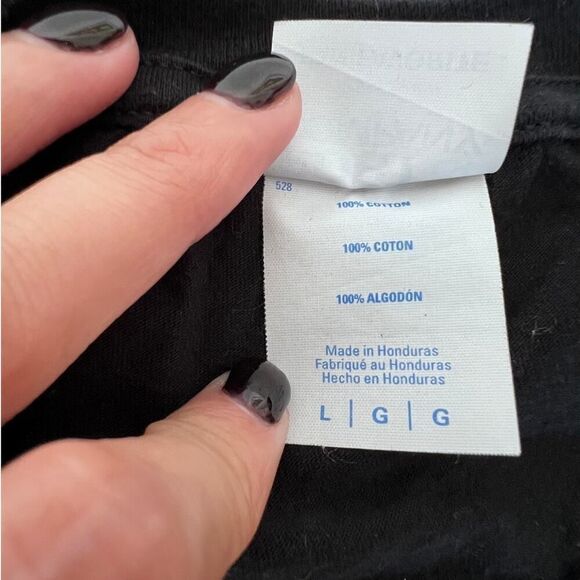 528
100% COTTON
100% COTON
100% ALGODÓN
Made in Honduras
Fabriqué au Honduras
Hecho en Honduras
L | G | G